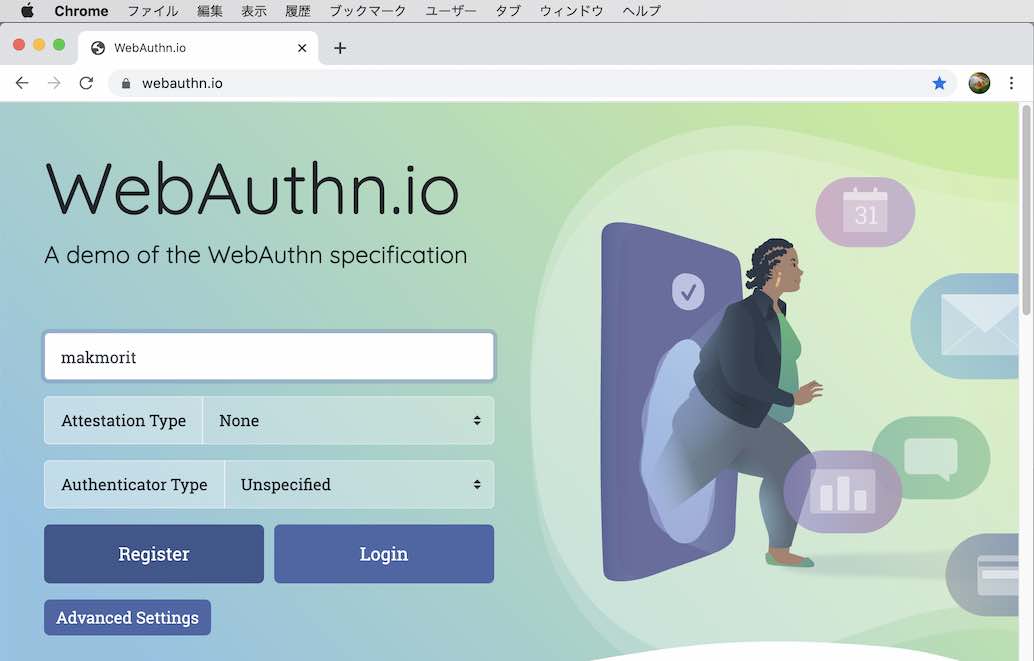 Chrome ファイル 編集 表示 履歴 ブックマーク ユーザー タブ ウィンドウ ヘルプ
WebAuthn.io
webauthn.io
WebAuthn.io
A demo of the WebAuthn specification
31
makmorit
Attestation Type None
Authenticator Type Unspecified
Register Login
Advanced Settings